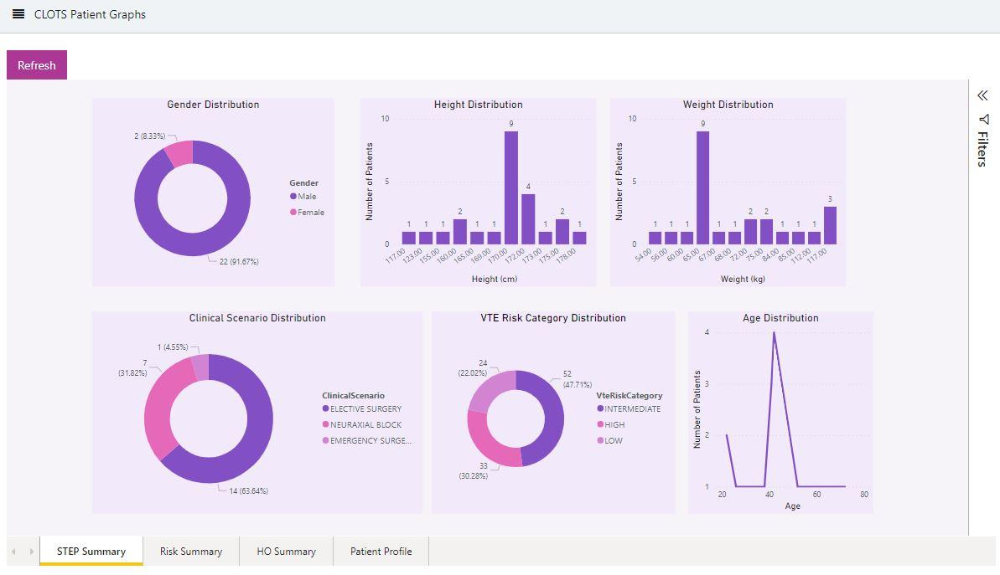 CLOTS Patient Graphs
Refresh
Filters
Gender Distribution
2 (8.33%)
22 (91.67%)
Gender
Male
Female
Height Distribution
Number of Patients
10
5
0
1 1 1 2 1 1 9 4 1 2 1
117.00 123.00 155.00 160.00 165.00 169.00 170.00 172.00 173.00 175.00 178.00
Height (cm)
Weight Distribution
Number of Patients
10
5
0
1 1 1 9 1 1 2 2 1 1 1 3
54.00 56.00 60.00 65.00 67.00 68.00 72.00 75.00 84.00 85.00 112.00 117.00
Weight (kg)
Clinical Scenario Distribution
1 (4.55%)
7
(31.82%)
14 (63.64%)
ClinicalScenario
ELECTIVE SURGERY
NEURAXIAL BLOCK
EMERGENCY SURGE...
VTE Risk Category Distribution
24
(22.02%)
52
(47.71%)
33
(30.28%)
VteRiskCategory
INTERMEDIATE
HIGH
LOW
Age Distribution
Number of Patients
4
3
2
1
20 40 60 80
Age
STEP Summary
Risk Summary
HO Summary
Patient Profile